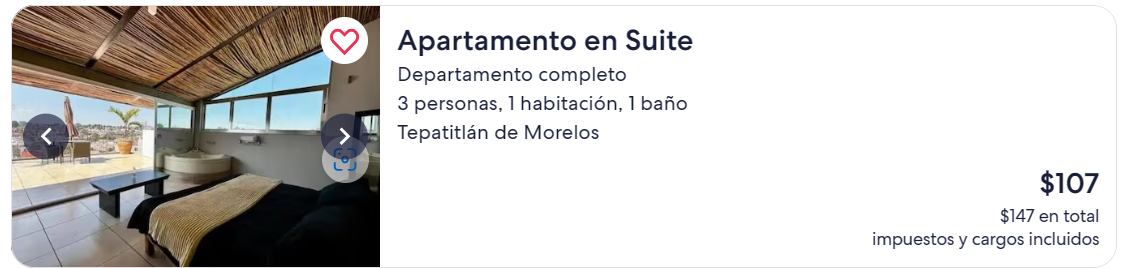 Apartamento en Suite
Departamento completo
3 personas, 1 habitación, 1 baño
Tepatitlán de Morelos
$107
$147 en total
impuestos y cargos incluidos